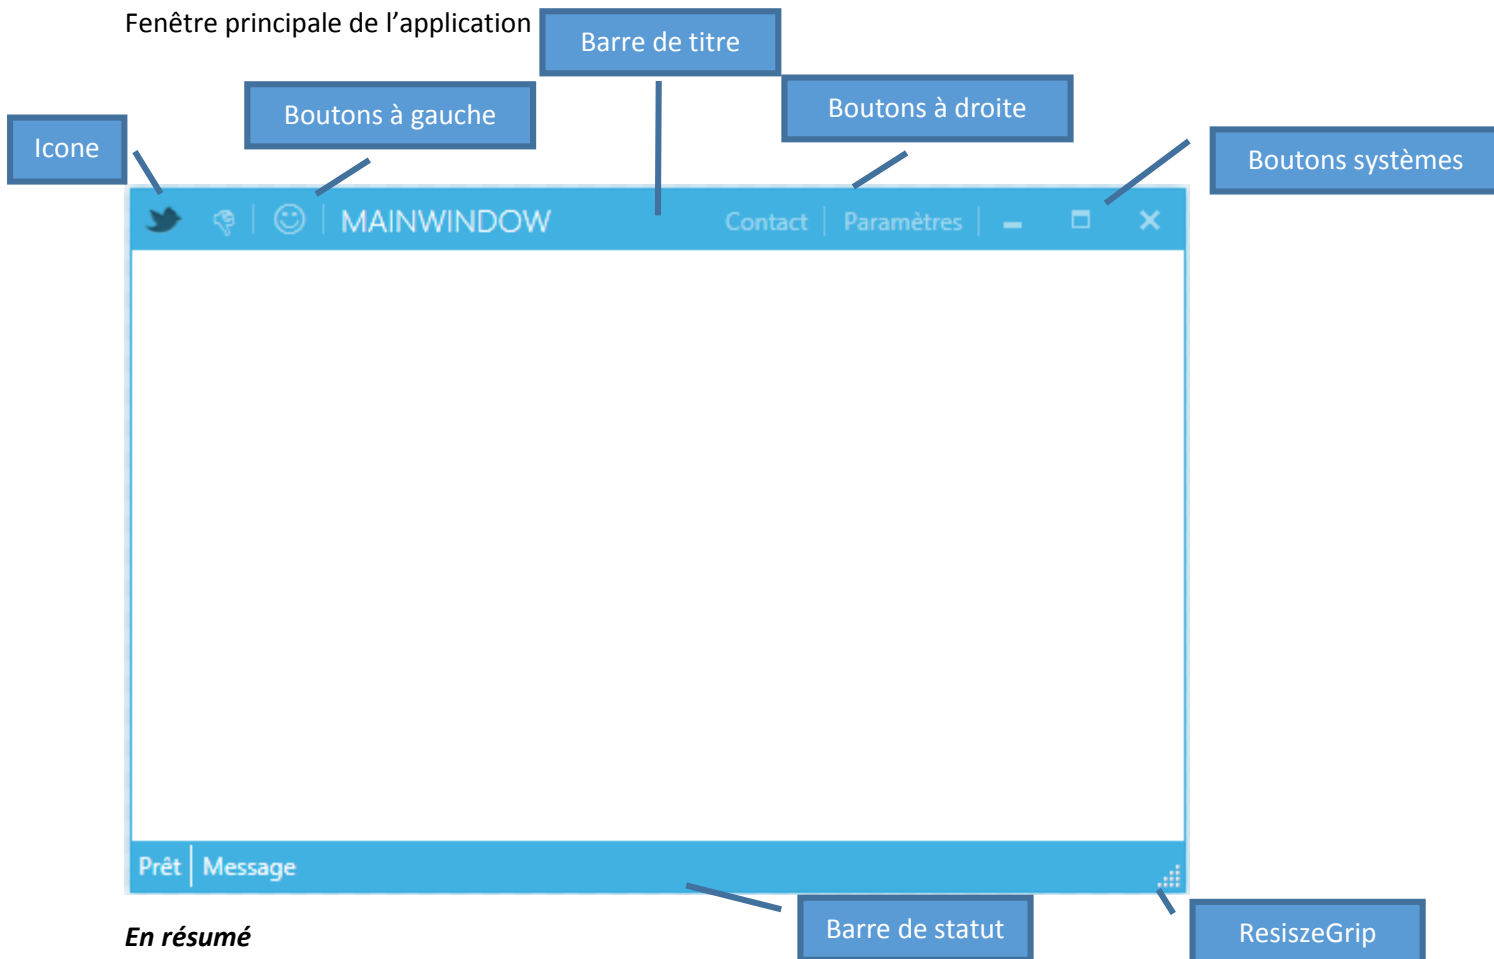 Fenêtre principale de l’application
Barre de titre
Boutons à gauche
Boutons à droite
Icone
Boutons systèmes
MAINWINDOW
Contact
Paramètres
Prêt
Message
Barre de statut
ResiszeGrip
En résumé